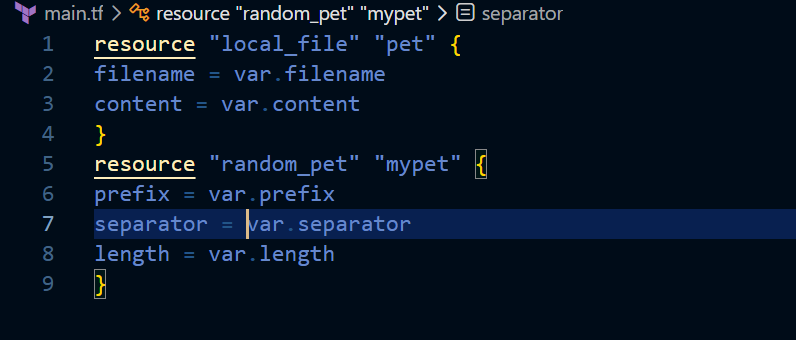 main.tf > resource "random_pet" "mypet" > separator
1 resource "local_file" "pet" {
2 filename = var.filename
3 content = var.content
4 }
5 resource "random_pet" "mypet" {
6 prefix = var.prefix
7 separator = var.separator
8 length = var.length
9 }